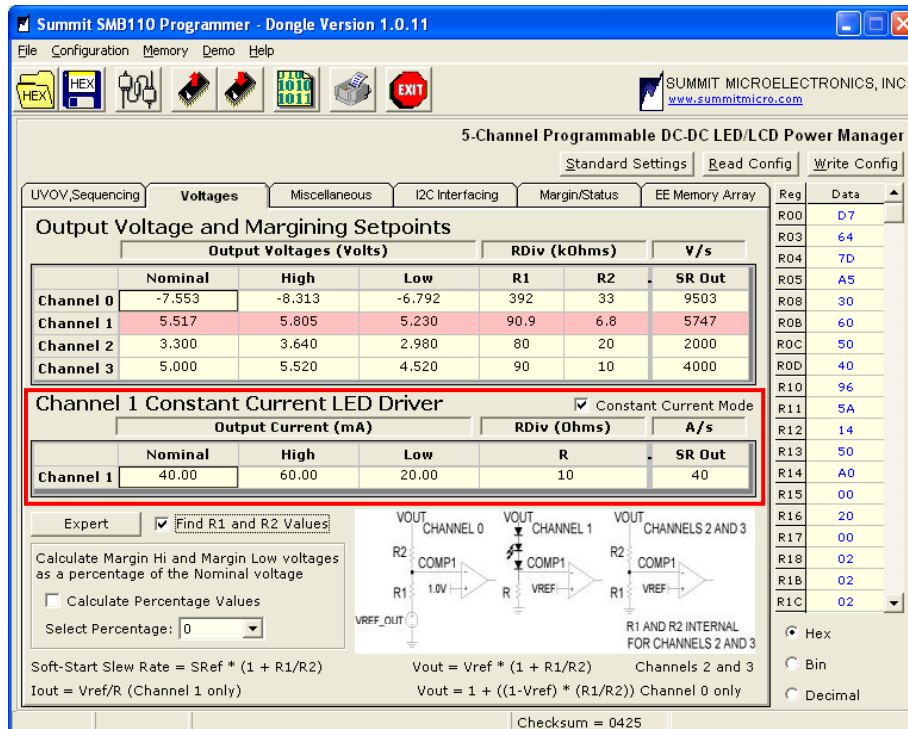 Summit SMB110 Programmer - Dongle Version 1.0.11
File Configuration Memory Demo Help
HEX HEX EXIT
SUMMIT MICROELECTRONICS, INC
www.summitmicro.com
5-Channel Programmable DC-DC LED/LCD Power Manager
Standard Settings Read Config Write Config
UVOV,Sequencing Voltages Miscellaneous I2C Interfacing Margin/Status EE Memory Array
Output Voltage and Margining Setpoints
Output Voltages (Volts) RDiv (kOhms) V/s
Nominal High Low R1 R2 . SR Out
Channel 0 -7.553 -8.313 -6.792 392 33 9503
Channel 1 5.517 5.805 5.230 90.9 6.8 5747
Channel 2 3.300 3.640 2.980 80 20 2000
Channel 3 5.000 5.520 4.520 90 10 4000
Channel 1 Constant Current LED Driver Constant Current Mode
Output Current (mA) RDiv (Ohms) A/s
Nominal High Low R . SR Out
Channel 1 40.00 60.00 20.00 10 40
Expert Find R1 and R2 Values
Calculate Margin Hi and Margin Low voltages
as a percentage of the Nominal voltage
Calculate Percentage Values
Select Percentage: 0
VOUT CHANNEL 0 VOUT CHANNEL 1 VOUT CHANNELS 2 AND 3
R2 COMP1 COMP1 R2 COMP1
R1 1.0V R VREF R1 VREF
VREF_OUT
R1 AND R2 INTERNAL
FOR CHANNELS 2 AND 3
Soft-Start Slew Rate = SRef * (1 + R1/R2) Vout = Vref * (1 + R1/R2) Channels 2 and 3
Iout = Vref/R (Channel 1 only) Vout = 1 + ((1-Vref) * (R1/R2)) Channel 0 only
Checksum = 0425
Reg Data
R00 D7
R03 64
R04 7D
R05 A5
R08 30
R0B 60
R0C 50
R0D 40
R10 96
R11 5A
R12 14
R13 50
R14 A0
R15 00
R16 20
R17 00
R18 02
R1B 02
R1C 02
Hex
Bin
Decimal